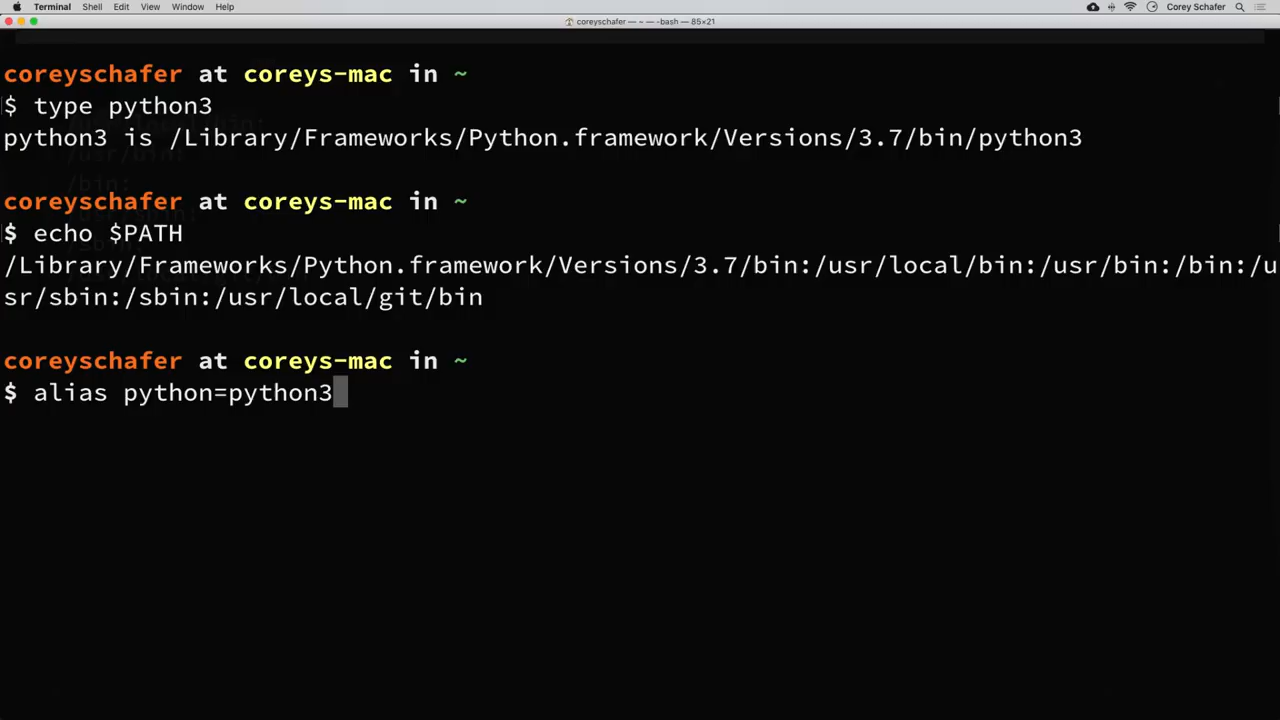 Terminal Shell Edit View Window Help Corey Schafer
coreyschafer — ~ — -bash — 85×21
coreyschafer at coreys-mac in ~
$ type python3
python3 is /Library/Frameworks/Python.framework/Versions/3.7/bin/python3
coreyschafer at coreys-mac in ~
$ echo $PATH
/Library/Frameworks/Python.framework/Versions/3.7/bin:/usr/local/bin:/usr/bin:/bin:/u
sr/sbin:/sbin:/usr/local/git/bin
coreyschafer at coreys-mac in ~
$ alias python=python3